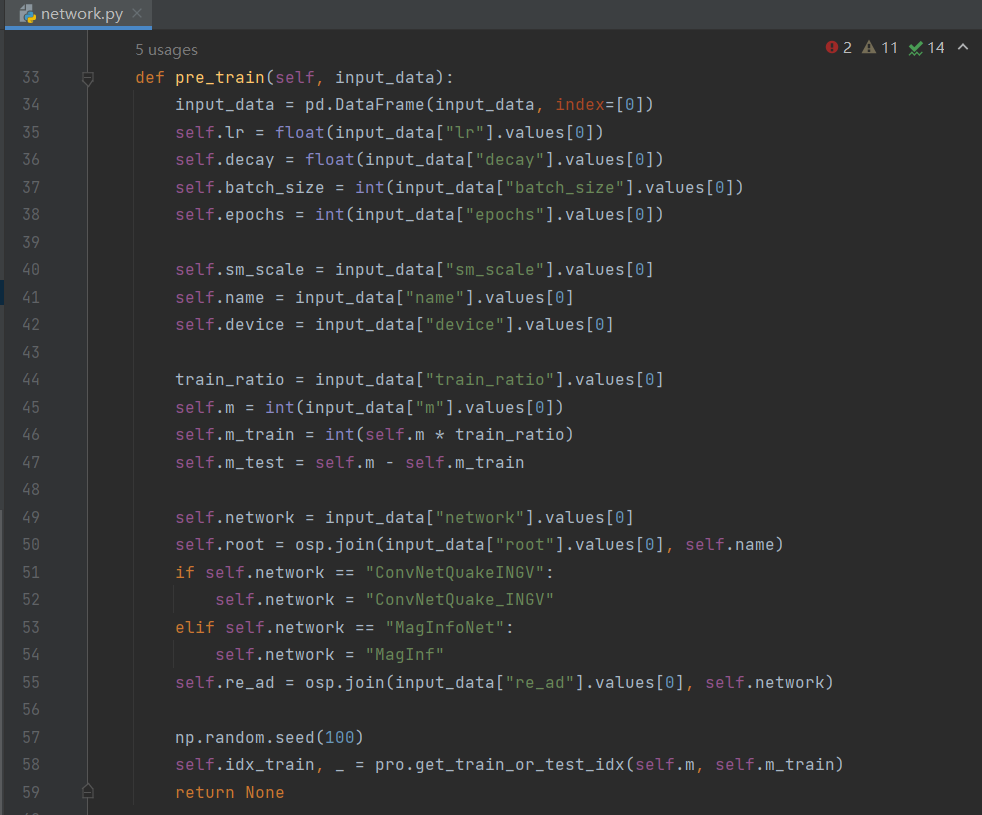 network.py
5 usages
2 11 14
33 def pre_train(self, input_data):
34 input_data = pd.DataFrame(input_data, index=[0])
35 self.lr = float(input_data["lr"].values[0])
36 self.decay = float(input_data["decay"].values[0])
37 self.batch_size = int(input_data["batch_size"].values[0])
38 self.epochs = int(input_data["epochs"].values[0])
39
40 self.sm_scale = input_data["sm_scale"].values[0]
41 self.name = input_data["name"].values[0]
42 self.device = input_data["device"].values[0]
43
44 train_ratio = input_data["train_ratio"].values[0]
45 self.m = int(input_data["m"].values[0])
46 self.m_train = int(self.m * train_ratio)
47 self.m_test = self.m - self.m_train
48
49 self.network = input_data["network"].values[0]
50 self.root = osp.join(input_data["root"].values[0], self.name)
51 if self.network == "ConvNetQuakeINGV":
52 self.network = "ConvNetQuake_INGV"
53 elif self.network == "MagInfoNet":
54 self.network = "MagInf"
55 self.re_ad = osp.join(input_data["re_ad"].values[0], self.network)
56
57 np.random.seed(100)
58 self.idx_train, _ = pro.get_train_or_test_idx(self.m, self.m_train)
59 return None